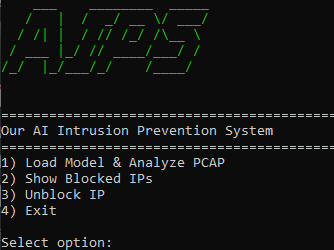 AIPS
==========================================
Our AI Intrusion Prevention System
==========================================
1) Load Model & Analyze PCAP
2) Show Blocked IPs
3) Unblock IP
4) Exit
Select option: